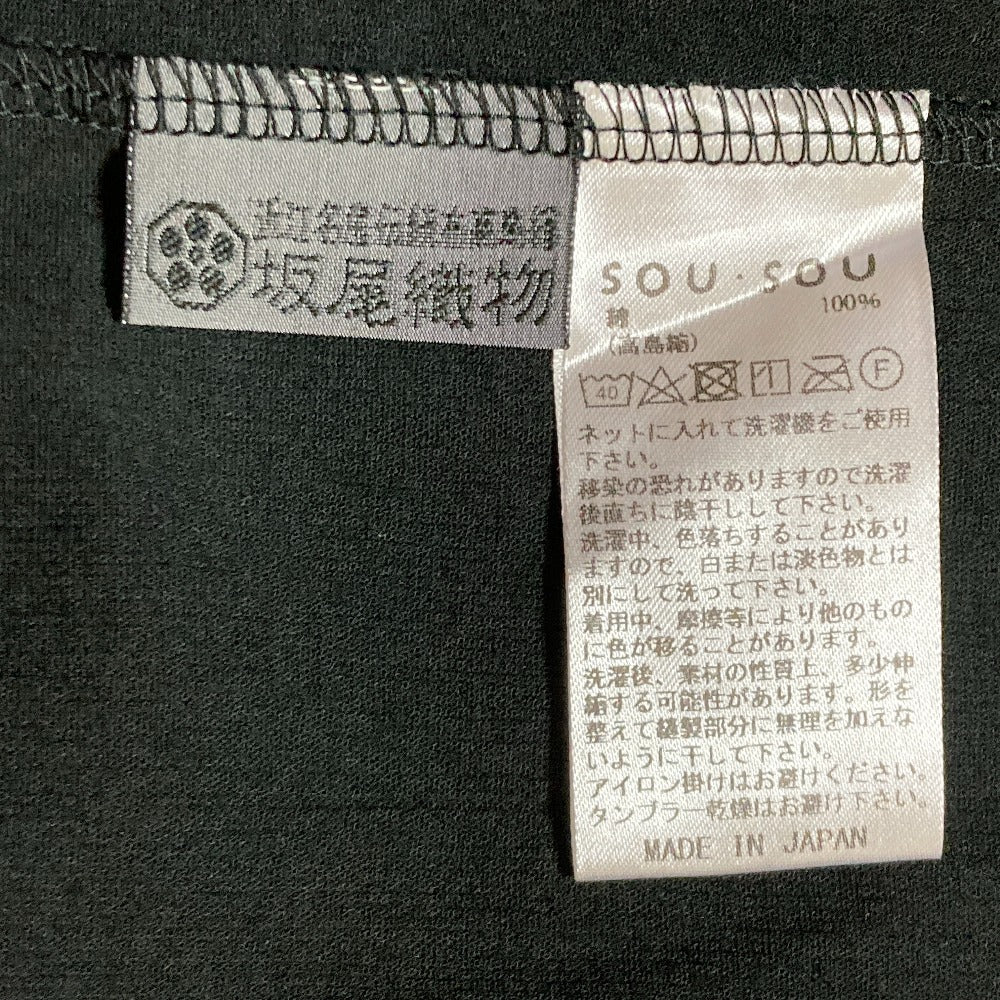 坂尾織物
SOU・SOU
綿 100%
(高島縮)
40
F
ネットに入れて洗濯機をご使用
下さい。
移染の恐れがありますので洗濯
後直ちに陰干しして下さい。
洗濯中、色落ちすることがあり
ますので、白または淡色物とは
別にして洗って下さい。
着用中、摩擦等により他のもの
に色が移ることがあります。
洗濯後、素材の性質上、多少伸
縮する可能性があります。形を
整えて縫製部分に無理を加えな
いように干して下さい。
アイロン掛けはお避けください。
タンブラー乾燥はお避け下さい。
MADE IN JAPAN